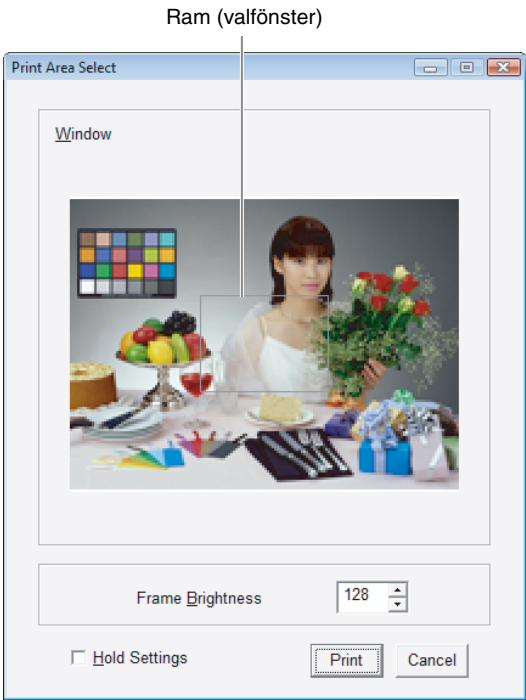 Ram (valfönster)
Print Area Select
Window
Frame Brightness
128
Hold Settings
Print
Cancel